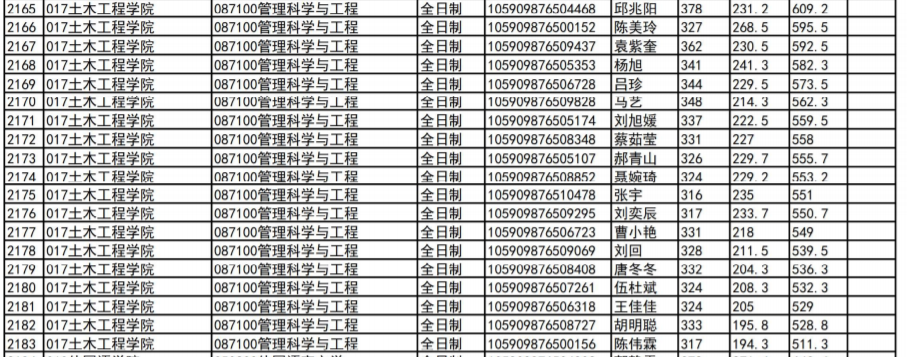 2165 017土木工程学院 087100管理科学与工程 全日制 105909876504468 邱兆阳 378 231.2 609.2
2166 017土木工程学院 087100管理科学与工程 全日制 105909876500152 陈美玲 327 268.5 595.5
2167 017土木工程学院 087100管理科学与工程 全日制 105909876509437 袁紫奎 362 230.5 592.5
2168 017土木工程学院 087100管理科学与工程 全日制 105909876505353 杨旭 341 241.3 582.3
2169 017土木工程学院 087100管理科学与工程 全日制 105909876506728 吕珍 344 229.5 573.5
2170 017土木工程学院 087100管理科学与工程 全日制 105909876509828 马艺 348 214.3 562.3
2171 017土木工程学院 087100管理科学与工程 全日制 105909876505174 刘旭媛 337 222.5 559.5
2172 017土木工程学院 087100管理科学与工程 全日制 105909876508348 蔡茹莹 331 227 558
2173 017土木工程学院 087100管理科学与工程 全日制 105909876505107 郝青山 326 229.7 555.7
2174 017土木工程学院 087100管理科学与工程 全日制 105909876508852 聂婉琦 324 229.2 553.2
2175 017土木工程学院 087100管理科学与工程 全日制 105909876510478 张宇 316 235 551
2176 017土木工程学院 087100管理科学与工程 全日制 105909876509295 刘奕辰 317 233.7 550.7
2177 017土木工程学院 087100管理科学与工程 全日制 105909876506723 曹小艳 331 218 549
2178 017土木工程学院 087100管理科学与工程 全日制 105909876509069 刘回 328 211.5 539.5
2179 017土木工程学院 087100管理科学与工程 全日制 105909876508408 唐冬冬 332 204.3 536.3
2180 017土木工程学院 087100管理科学与工程 全日制 105909876507261 伍杜斌 324 208.3 532.3
2181 017土木工程学院 087100管理科学与工程 全日制 105909876506318 王佳佳 324 205 529
2182 017土木工程学院 087100管理科学与工程 全日制 105909876508727 胡明聪 333 195.8 528.8
2183 017土木工程学院 087100管理科学与工程 全日制 105909876500156 陈伟霖 317 194.3 511.3